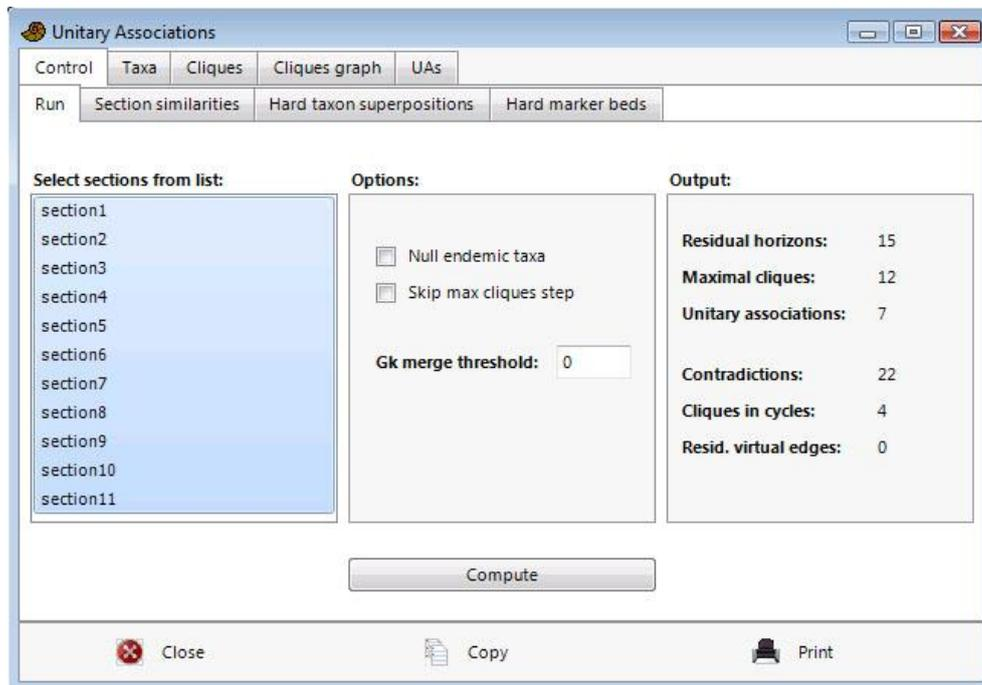 Unitary Associations
Control Taxa Cliques Cliques graph UAs
Run Section similarities Hard taxon superpositions Hard marker beds
Select sections from list: Options: Output:
section1
section2
section3
section4
section5
section6
section7
section8
section9
section10
section11
Null endemic taxa
Skip max cliques step
Gk merge threshold: 0
Residual horizons: 15
Maximal cliques: 12
Unitary associations: 7
Contradictions: 22
Cliques in cycles: 4
Resid. virtual edges: 0
Compute
Close Copy Print